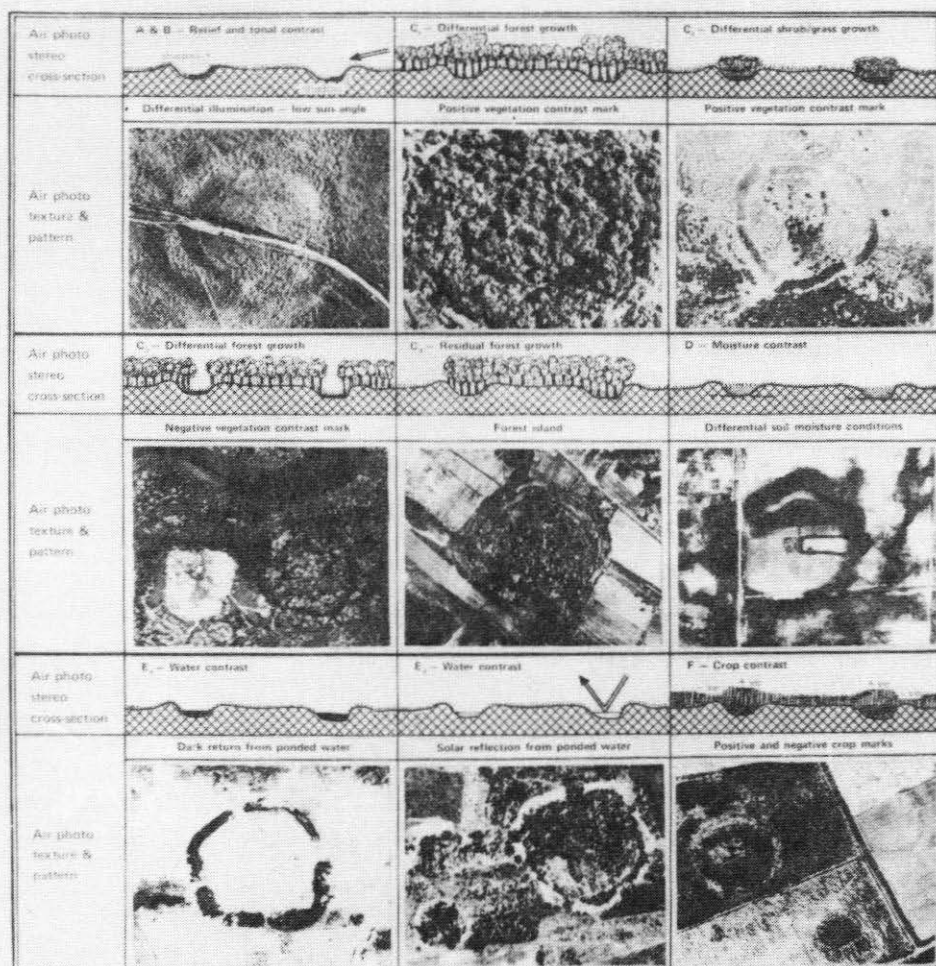 Air photo
stereo
cross-section
A & B – Relief and tonal contrast
C₁ – Differential forest growth
C₂ – Differential shrub/grass growth
Air photo
texture &
pattern
Differential illumination – low sun angle
Positive vegetation contrast mark
Positive vegetation contrast mark
Air photo
stereo
cross-section
Differential forest growth
Residual forest growth
D – Moisture contrast
Air photo
texture &
pattern
Negative vegetation contrast mark
Forest island
Differential soil moisture conditions
Air photo
stereo
cross-section
E₁ – Water contrast
E₂ – Water contrast
F – Crop contrast
Air photo
texture &
pattern
Dark return from ponded water
Solar reflection from ponded water
Positive and negative crop marks